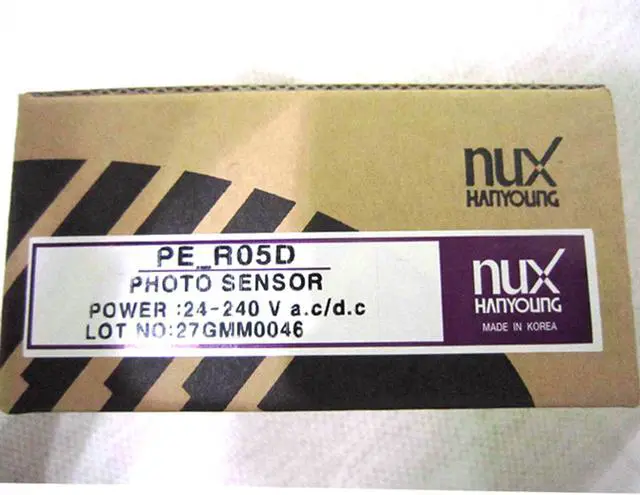 nux
HANYOUNG
PE_R05D
PHOTO SENSOR
POWER :24-240 V a.c/d.c
LOT NO:27GMM0046
nux
HANYOUNG
MADE IN KOREA